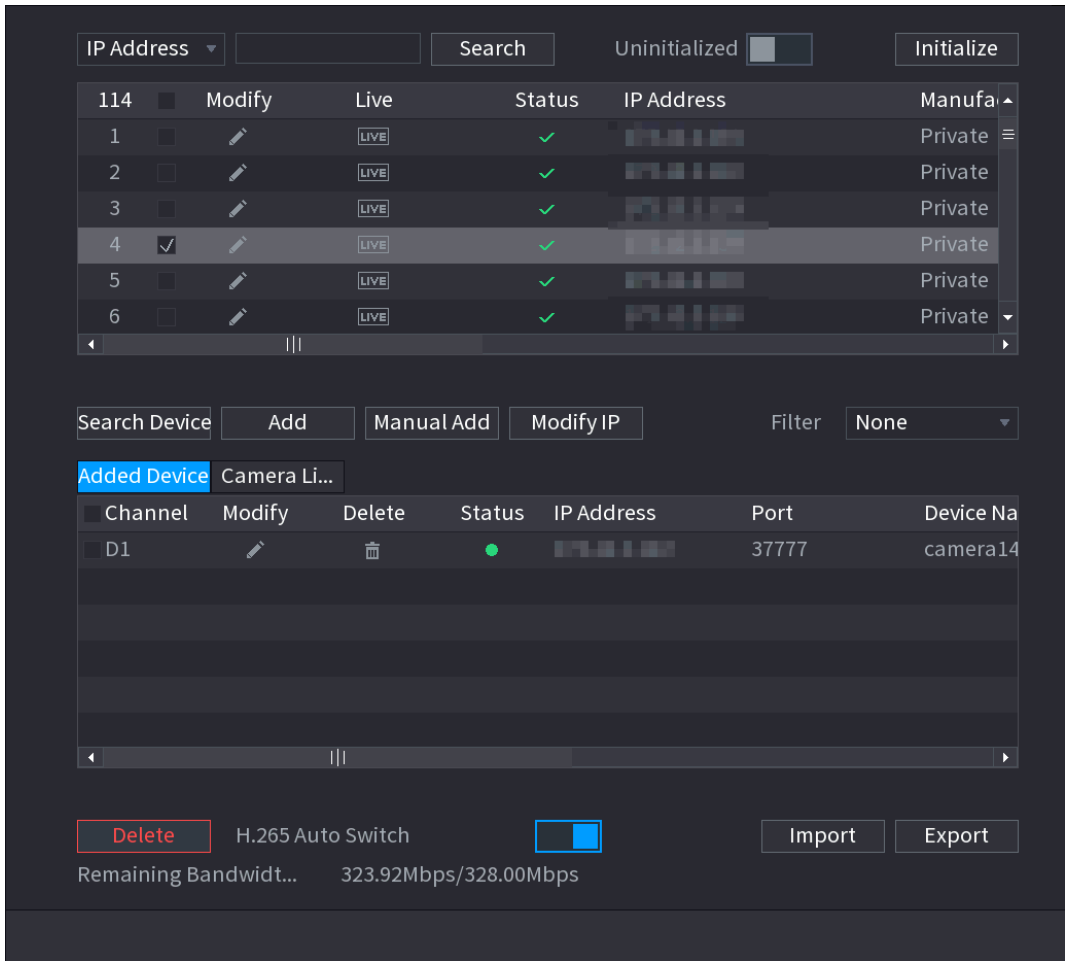 IP Address Search Uninitialized Initialize
114 Modify Live Status IP Address Manufa
1 LIVE Private
2 LIVE Private
3 LIVE Private
4 LIVE Private
5 LIVE Private
6 LIVE Private
Search Device Add Manual Add Modify IP Filter None
Added Device Camera Li...
Channel Modify Delete Status IP Address Port Device Na
D1 37777 camera14
Delete H.265 Auto Switch Import Export
Remaining Bandwidt... 323.92Mbps/328.00Mbps